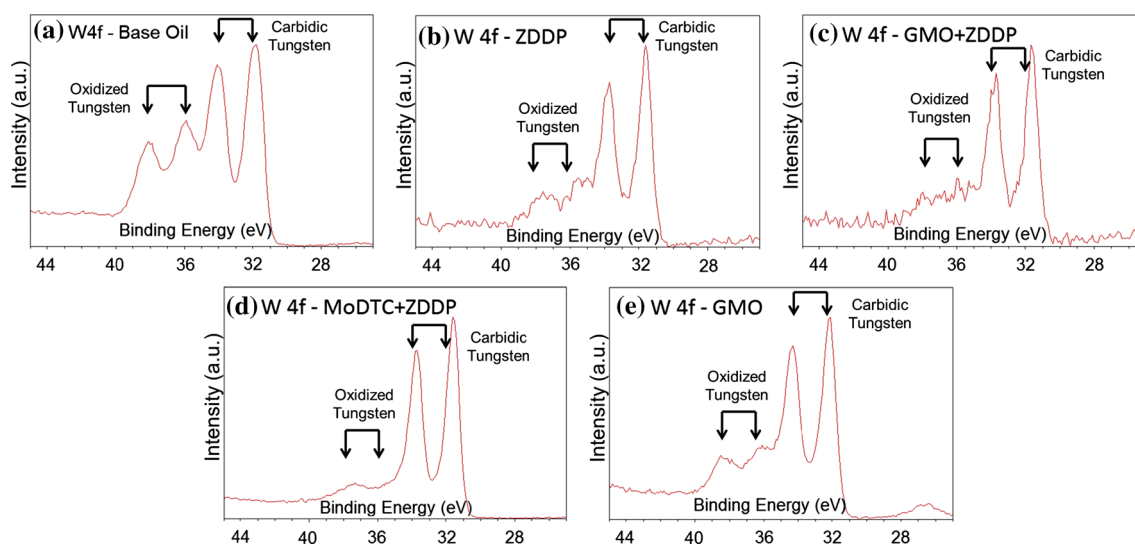 (a) W4f - Base Oil
Carbidic
Tungsten
Oxidized
Tungsten
Intensity (a.u.)
Binding Energy (eV)
44 40 36 32 28
(b) W 4f - ZDDP
Carbidic
Tungsten
Oxidized
Tungsten
Intensity (a.u.)
Binding Energy (eV)
44 40 36 32 28
(c) W 4f - GMO+ZDDP
Carbidic
Tungsten
Oxidized
Tungsten
Intensity (a.u.)
Binding Energy (eV)
44 40 36 32 28
(d) W 4f - MoDTC+ZDDP
Carbidic
Tungsten
Oxidized
Tungsten
Intensity (a.u.)
Binding Energy (eV)
44 40 36 32 28
(e) W 4f - GMO
Carbidic
Tungsten
Oxidized
Tungsten
Intensity (a.u.)
Binding Energy (eV)
44 40 36 32 28